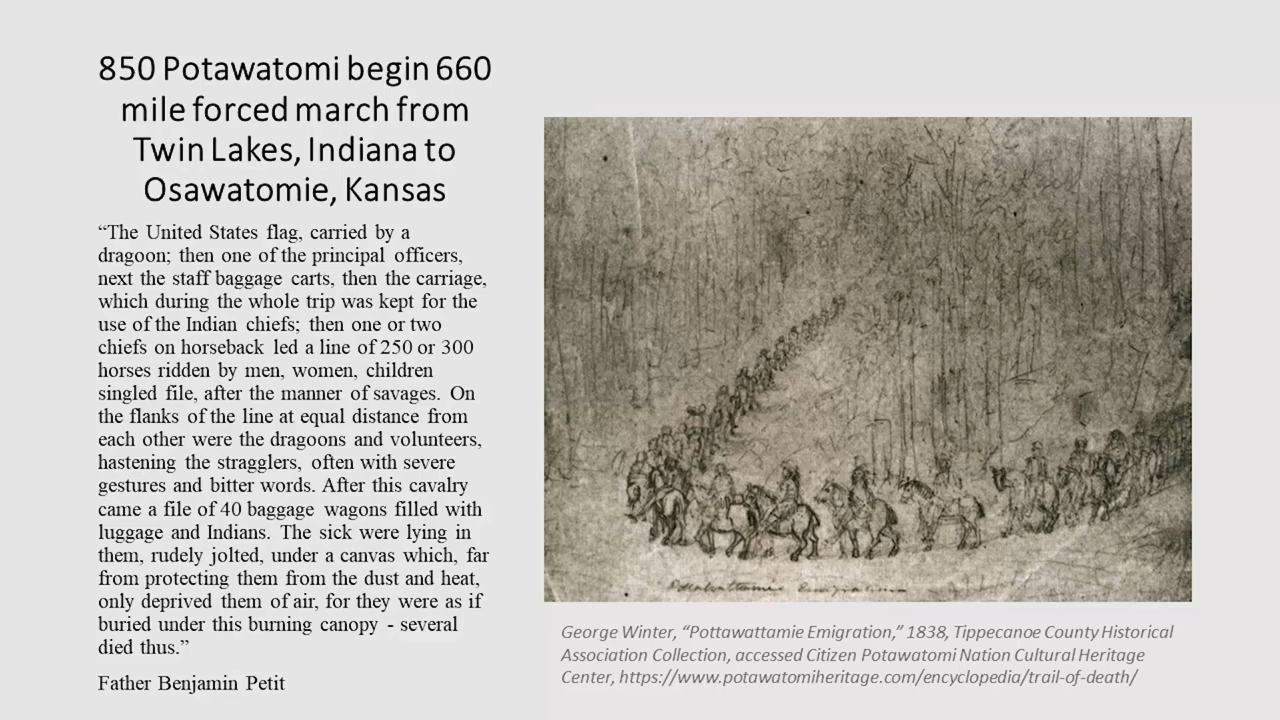 850 Potawatomi begin 660
mile forced march from
Twin Lakes, Indiana to
Osawatomie, Kansas
“The United States flag, carried by a
dragoon; then one of the principal officers,
next the staff baggage carts, then the carriage,
which during the whole trip was kept for the
use of the Indian chiefs; then one or two
chiefs on horseback led a line of 250 or 300
horses ridden by men, women, children
singled file, after the manner of savages. On
the flanks of the line at equal distance from
each other were the dragoons and volunteers,
hastening the stragglers, often with severe
gestures and bitter words. After this cavalry
came a file of 40 baggage wagons filled with
luggage and Indians. The sick were lying in
them, rudely jolted, under a canvas which, far
from protecting them from the dust and heat,
only deprived them of air, for they were as if
buried under this burning canopy - several
died thus.”
Father Benjamin Petit
Pottawattamie Emigration
George Winter, “Pottawattamie Emigration,” 1838, Tippecanoe County Historical
Association Collection, accessed Citizen Potawatomi Nation Cultural Heritage
Center, https://www.potawatomiheritage.com/encyclopedia/trail-of-death/